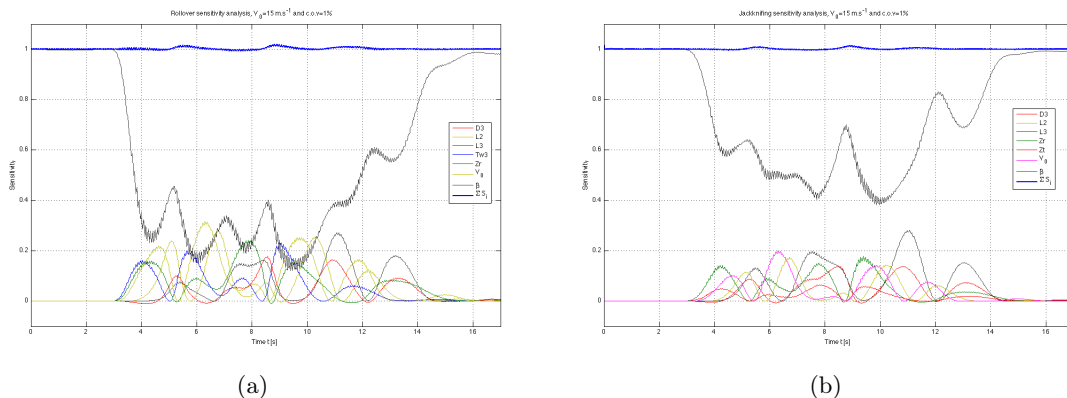 Rollover sensitivity analysis, V_g=15 m.s⁻¹ and c.o.v=1%
1
0.8
0.6
0.4
0.2
0
Sensitivity
0 2 4 6 8 10 12 14 16
Time t [s]
D3
L2
L3
Tw3
Zr
V_g
β
Σ S_i
(a)
Jackknifing sensitivity analysis, V_g=15 m.s⁻¹ and c.o.v=1%
1
0.8
0.6
0.4
0.2
0
Sensitivity
0 2 4 6 8 10 12 14 16
Time t [s]
D3
L2
L3
Zr
Zt
V_g
β
Σ S_i
(b)